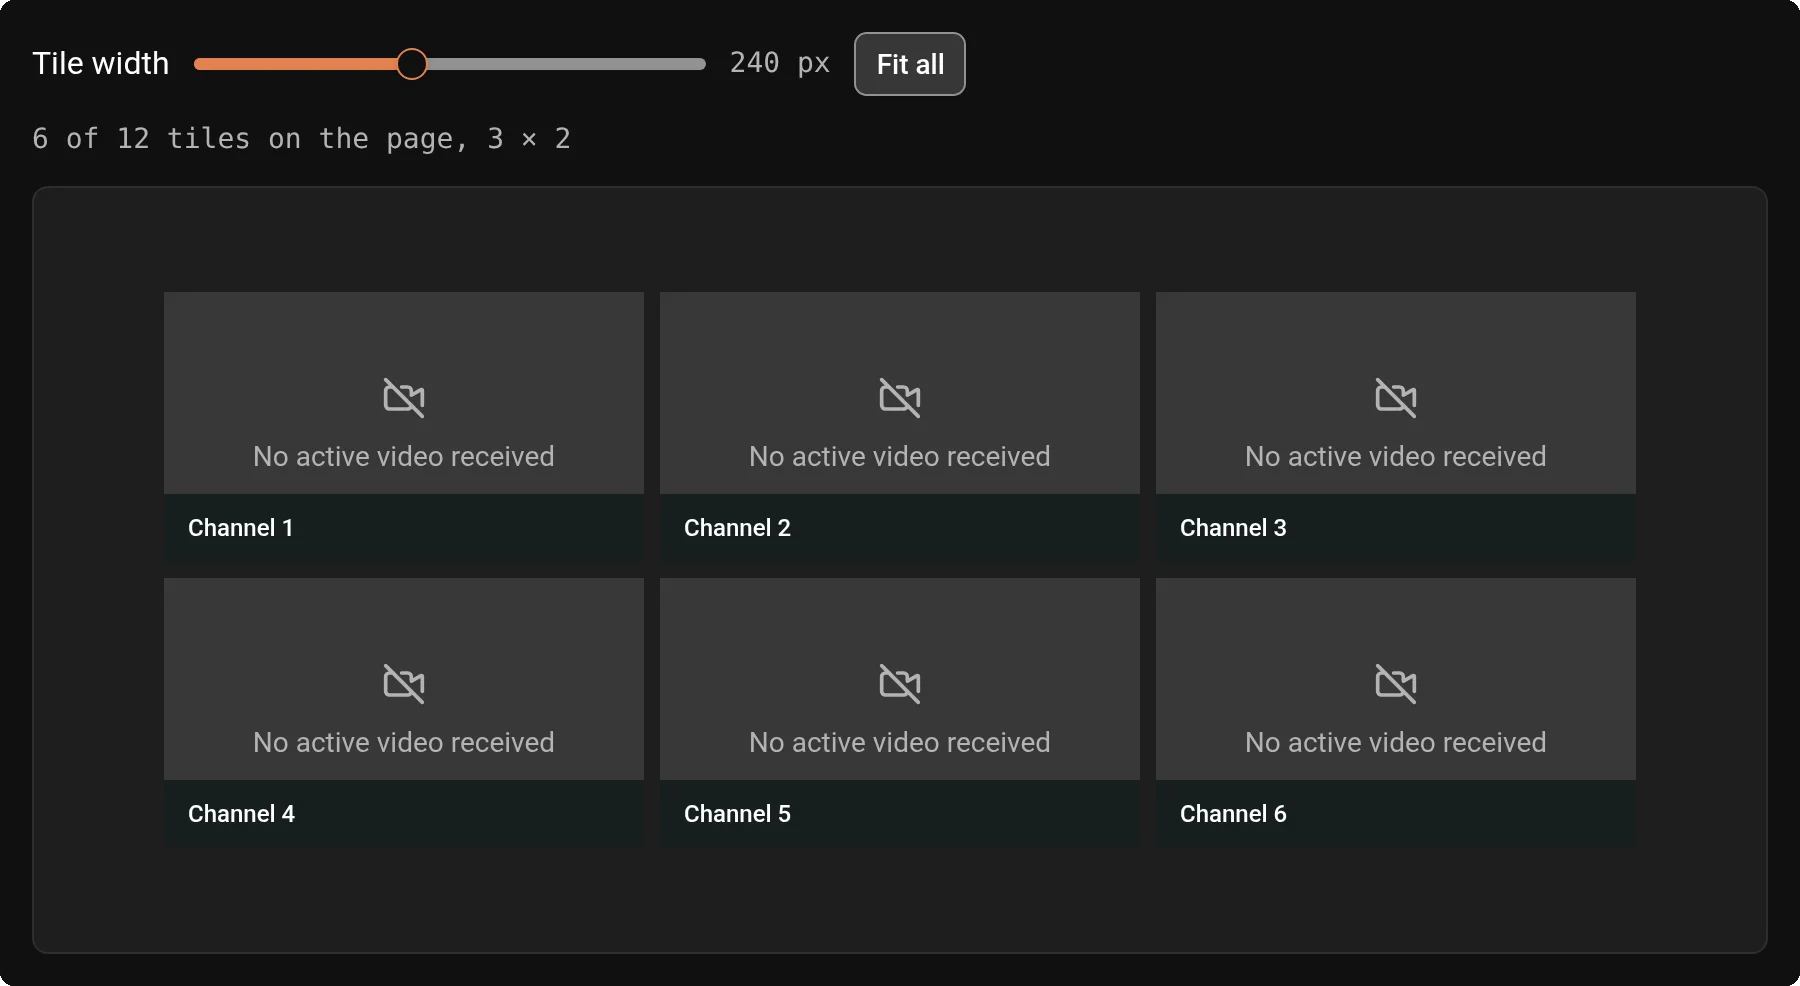 Tile width 240 px Fit all
6 of 12 tiles on the page, 3 × 2
No active video received No active video received No active video received
Channel 1 Channel 2 Channel 3
No active video received No active video received No active video received
Channel 4 Channel 5 Channel 6